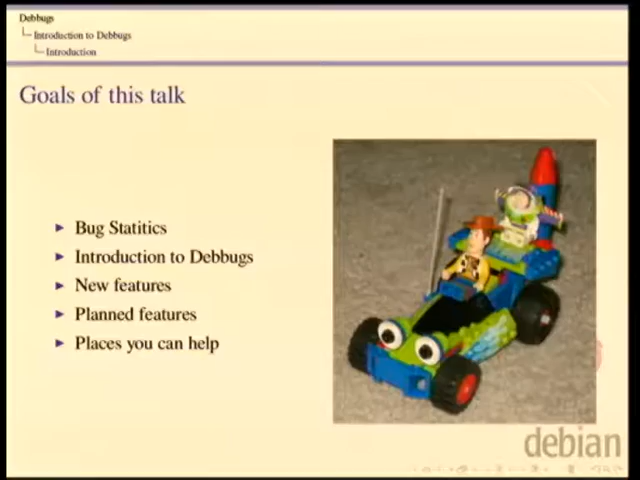 Debbugs
Introduction to Debbugs
Introduction
Goals of this talk
Bug Statitics
Introduction to Debbugs
New features
Planned features
Places you can help
debian